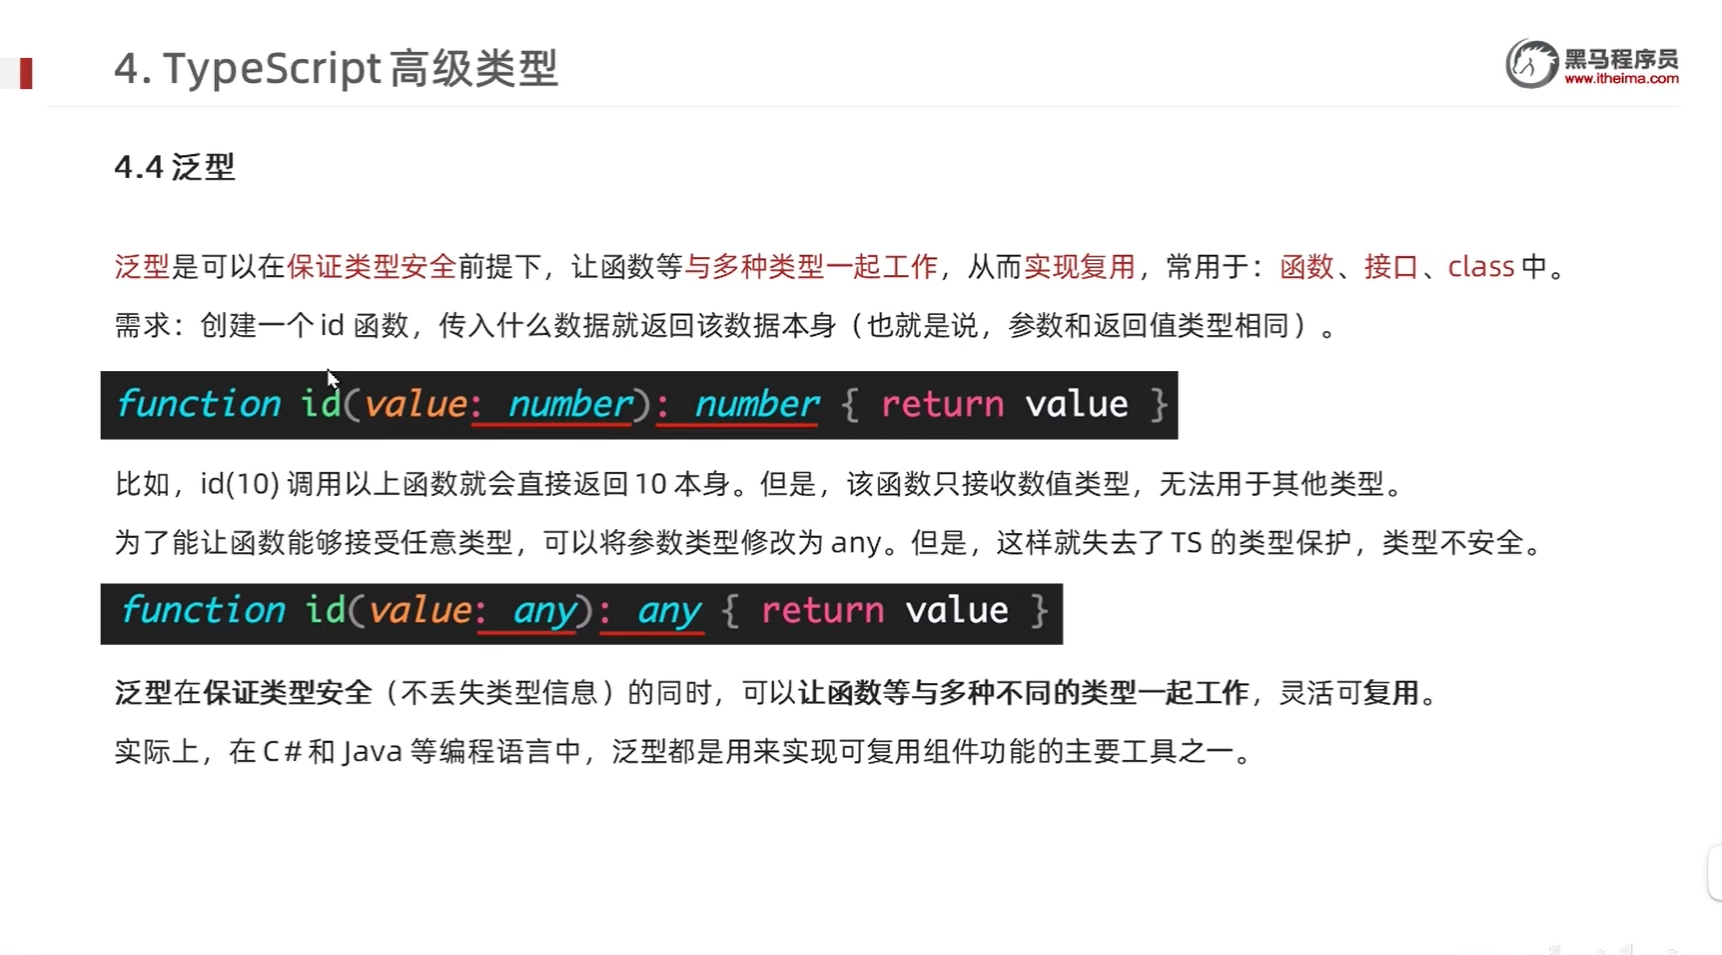 4. TypeScript 高级类型
黑马程序员
www.itheima.com
4.4 泛型
泛型是可以在保证类型安全前提下，让函数等与多种类型一起工作，从而实现复用，常用于：函数、接口、class 中。
需求：创建一个 id 函数，传入什么数据就返回该数据本身（也就是说，参数和返回值类型相同）。
function id(value: number): number { return value }
比如，id(10) 调用以上函数就会直接返回 10 本身。但是，该函数只接收数值类型，无法用于其他类型。
为了能让函数能够接受任意类型，可以将参数类型修改为 any。但是，这样就失去了 TS 的类型保护，类型不安全。
function id(value: any): any { return value }
泛型在保证类型安全（不丢失类型信息）的同时，可以让函数等与多种不同的类型一起工作，灵活可复用。
实际上，在 C# 和 Java 等编程语言中，泛型都是用来实现可复用组件功能的主要工具之一。